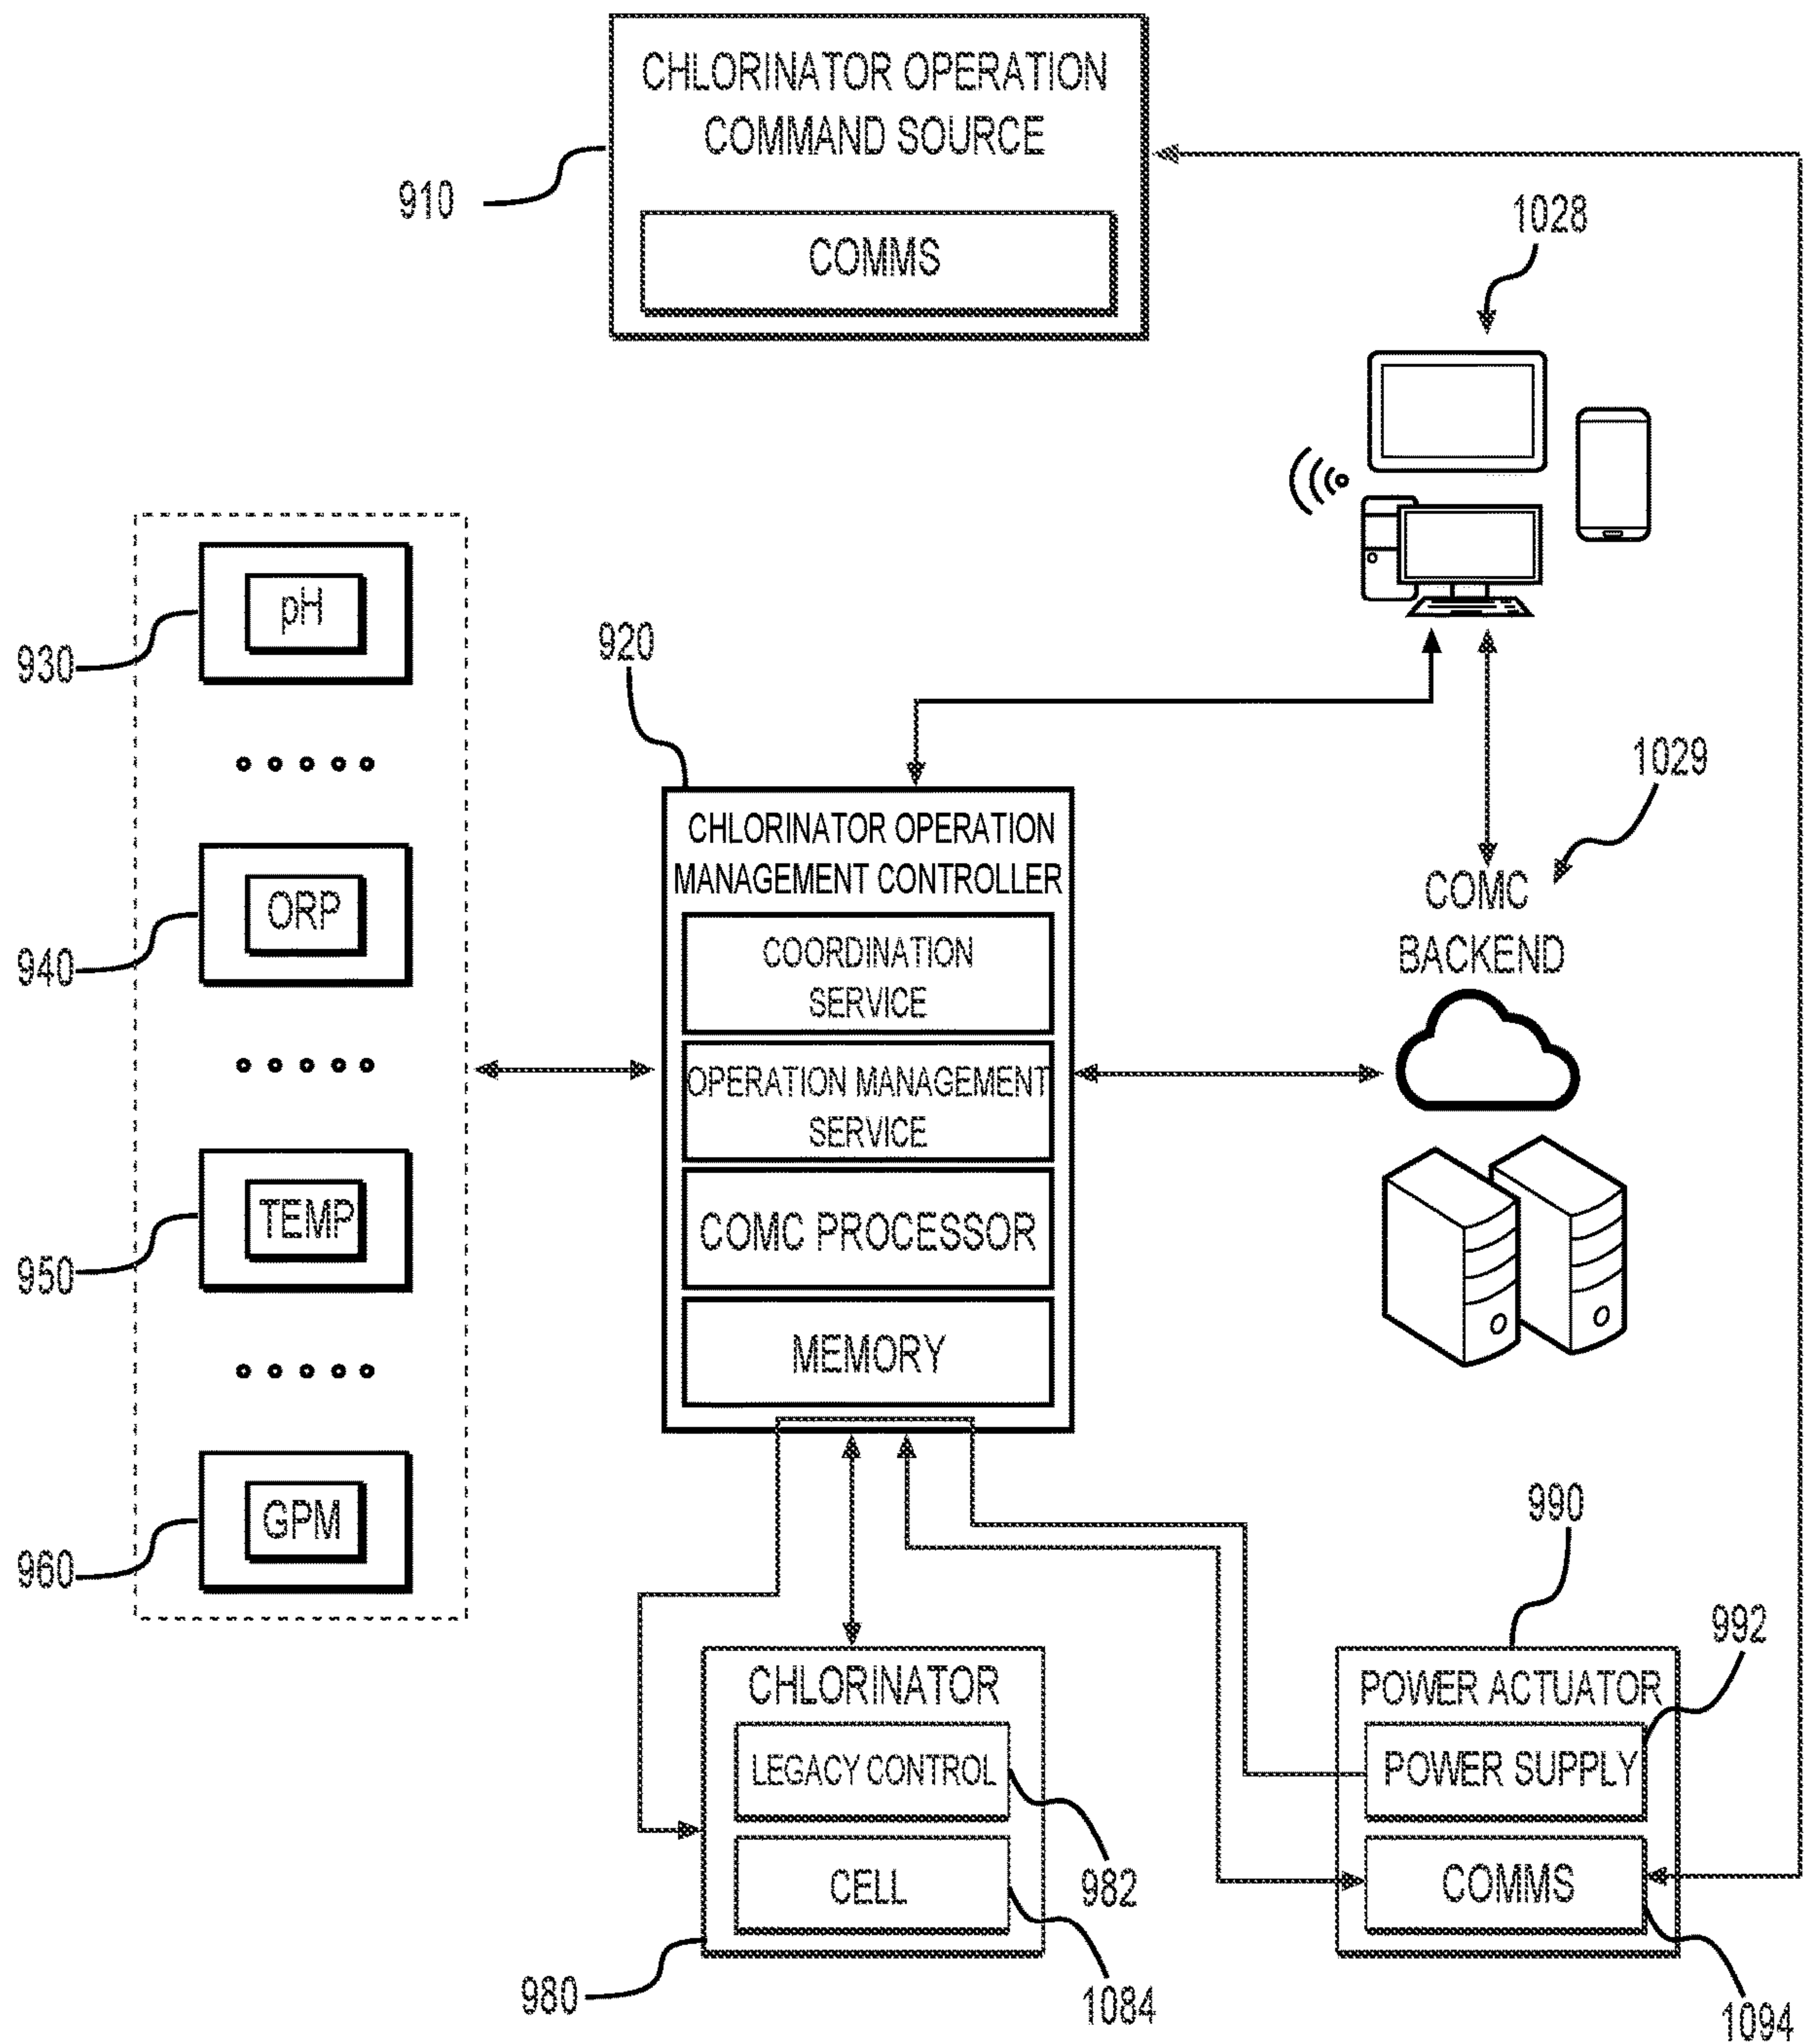 CHLORINATOR OPERATION
COMMAND SOURCE
COMMS
910
1028
pH
930
ORP
940
TEMP
950
GPM
960
920
CHLORINATOR OPERATION
MANAGEMENT CONTROLLER
COORDINATION
SERVICE
OPERATION MANAGEMENT
SERVICE
COMC PROCESSOR
MEMORY
1029
COMC
BACKEND
CHLORINATOR
LEGACY CONTROL
CELL
982
980
1084
990
992
POWER ACTUATOR
POWER SUPPLY
COMMS
1094